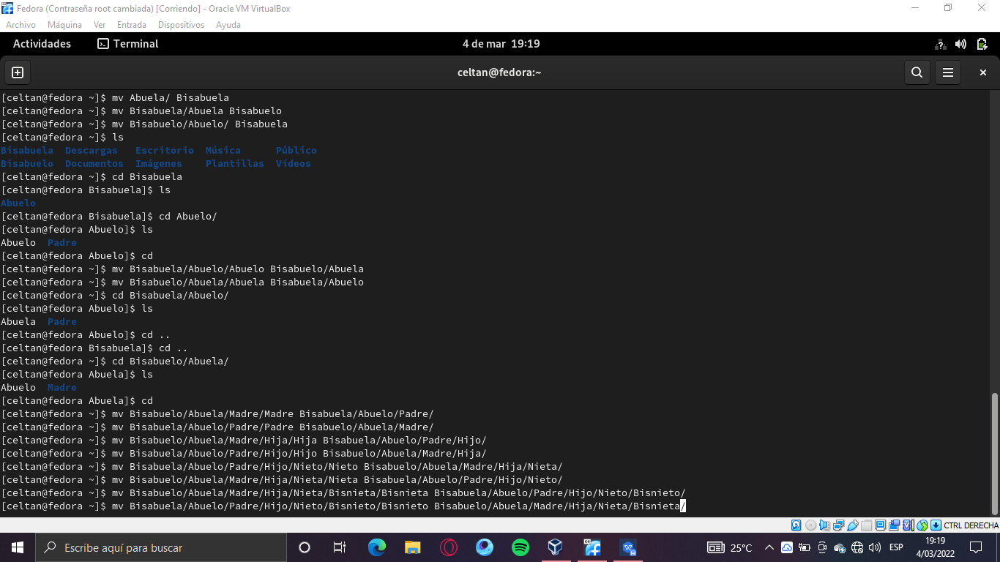 Fedora (Contraseña root cambiada) [Corriendo] - Oracle VM VirtualBox
Archivo Máquina Ver Entrada Dispositivos Ayuda
Actividades Terminal 4 de mar 19:19
celtan@fedora:~
[celtan@fedora ~]$ mv Abuela/ Bisabuela
[celtan@fedora ~]$ mv Bisabuela/Abuela Bisabuelo
[celtan@fedora ~]$ mv Bisabuelo/Abuelo/ Bisabuela
[celtan@fedora ~]$ ls
Bisabuela Descargas Escritorio Música Público
Bisabuelo Documentos Imágenes Plantillas Vídeos
[celtan@fedora ~]$ cd Bisabuela
[celtan@fedora Bisabuela]$ ls
Abuelo
[celtan@fedora Bisabuela]$ cd Abuelo/
[celtan@fedora Abuelo]$ ls
Abuelo Padre
[celtan@fedora Abuelo]$ cd
[celtan@fedora ~]$ mv Bisabuela/Abuelo/Abuelo Bisabuelo/Abuela
[celtan@fedora ~]$ mv Bisabuelo/Abuela/Abuela Bisabuela/Abuelo
[celtan@fedora ~]$ cd Bisabuela/Abuelo/
[celtan@fedora Abuelo]$ ls
Abuela Padre
[celtan@fedora Abuelo]$ cd ..
[celtan@fedora Bisabuela]$ cd ..
[celtan@fedora ~]$ cd Bisabuelo/Abuela/
[celtan@fedora Abuela]$ ls
Abuelo Madre
[celtan@fedora Abuela]$ cd
[celtan@fedora ~]$ mv Bisabuelo/Abuela/Madre/Madre Bisabuela/Abuelo/Padre/
[celtan@fedora ~]$ mv Bisabuela/Abuelo/Padre/Padre Bisabuelo/Abuela/Madre/
[celtan@fedora ~]$ mv Bisabuelo/Abuela/Madre/Hija/Hija Bisabuela/Abuelo/Padre/Hijo/
[celtan@fedora ~]$ mv Bisabuela/Abuelo/Padre/Hijo/Hijo Bisabuelo/Abuela/Madre/Hija/
[celtan@fedora ~]$ mv Bisabuela/Abuelo/Padre/Hijo/Nieto/Nieto Bisabuelo/Abuela/Madre/Hija/Nieta/
[celtan@fedora ~]$ mv Bisabuelo/Abuela/Madre/Hija/Nieta/Nieta Bisabuela/Abuelo/Padre/Hijo/Nieto/
[celtan@fedora ~]$ mv Bisabuelo/Abuela/Madre/Hija/Nieta/Bisnieta/Bisnieta Bisabuela/Abuelo/Padre/Hijo/Nieto/Bisnieto/
[celtan@fedora ~]$ mv Bisabuela/Abuelo/Padre/Hijo/Nieto/Bisnieto/Bisnieto Bisabuelo/Abuela/Madre/Hija/Nieta/Bisnieta/
CTRL DERECHA
Escribe aquí para buscar 25°C ESP 19:19
4/03/2022